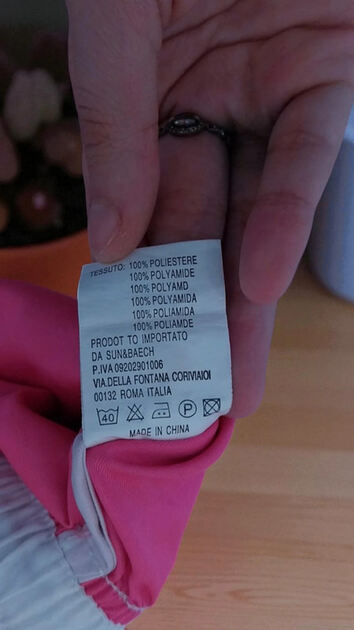 TESSUTO: 100% POLIESTERE
100% POLYAMIDE
100% POLYAMD
100% POLYAMIDA
100% POLIAMIDA
100% POLIAMDE
PRODOT TO IMPORTATO
DA SUN&BAECH
P.IVA 09202901006
VIA.DELLA FONTANA CORIVIAIOI
00132 ROMA ITALIA
40 P
MADE IN CHINA